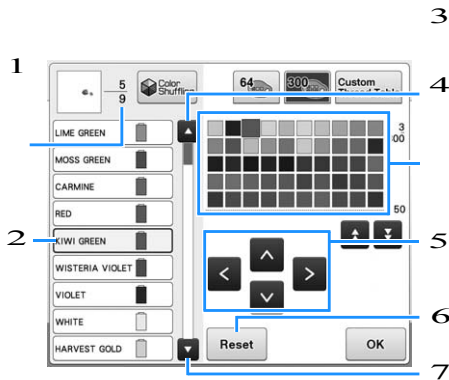 3
1
5
9
Color
Shuffling
64
300
Custom
Thread Table
4
LIME GREEN
MOSS GREEN
CARMINE
RED
2
KIWI GREEN
WISTERIA VIOLET
VIOLET
WHITE
HARVEST GOLD
3
00
50
5
Reset
OK
6
7